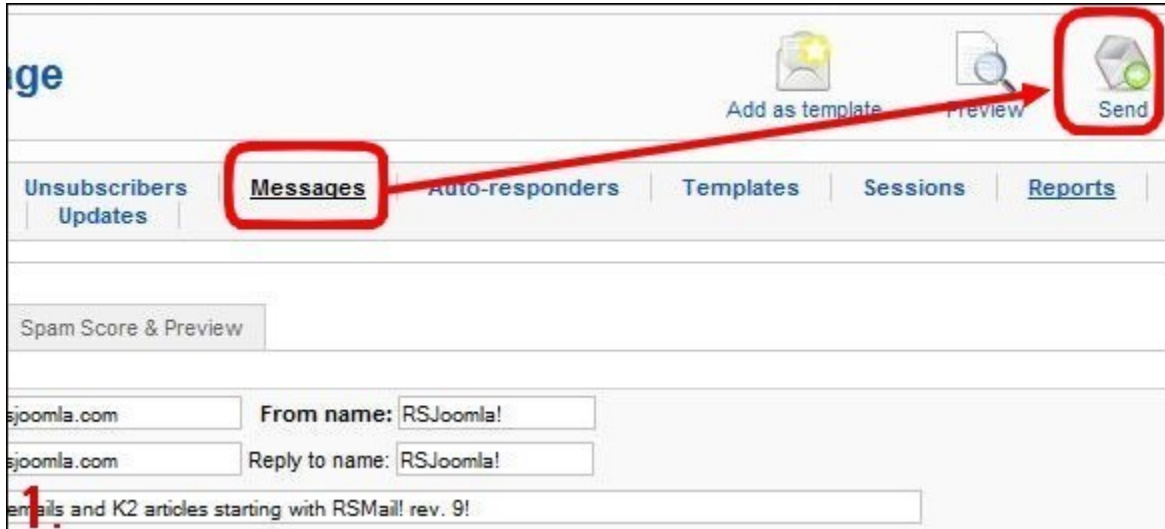 ige
Add as template Preview Send
Unsubscribers Messages Auto-responders Templates Sessions Reports
Updates
Spam Score & Preview
sjoomla.com From name: RSJoomla!
sjoomla.com Reply to name: RSJoomla!
emails and K2 articles starting with RSMail! rev. 9!
1.